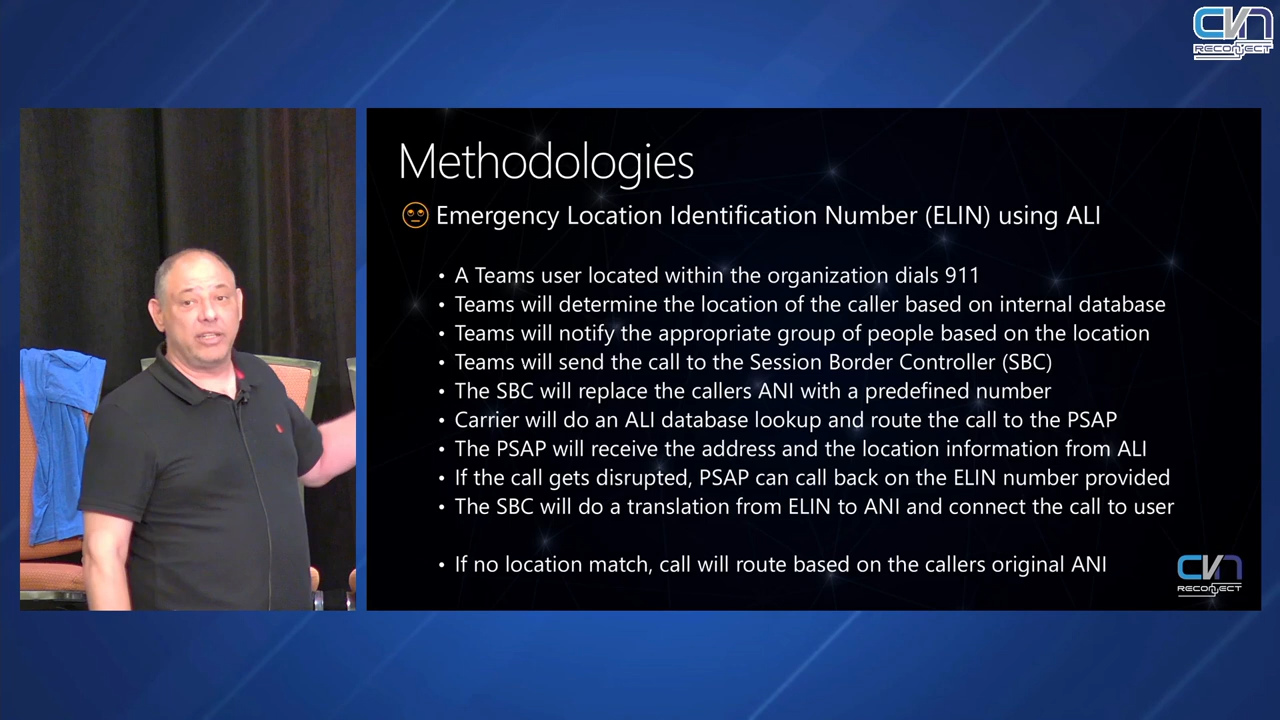 CVN
RECONJECT
Methodologies
Emergency Location Identification Number (ELIN) using ALI
• A Teams user located within the organization dials 911
• Teams will determine the location of the caller based on internal database
• Teams will notify the appropriate group of people based on the location
• Teams will send the call to the Session Border Controller (SBC)
• The SBC will replace the callers ANI with a predefined number
• Carrier will do an ALI database lookup and route the call to the PSAP
• The PSAP will receive the address and the location information from ALI
• If the call gets disrupted, PSAP can call back on the ELIN number provided
• The SBC will do a translation from ELIN to ANI and connect the call to user
• If no location match, call will route based on the callers original ANI
CVN
RECONJECT